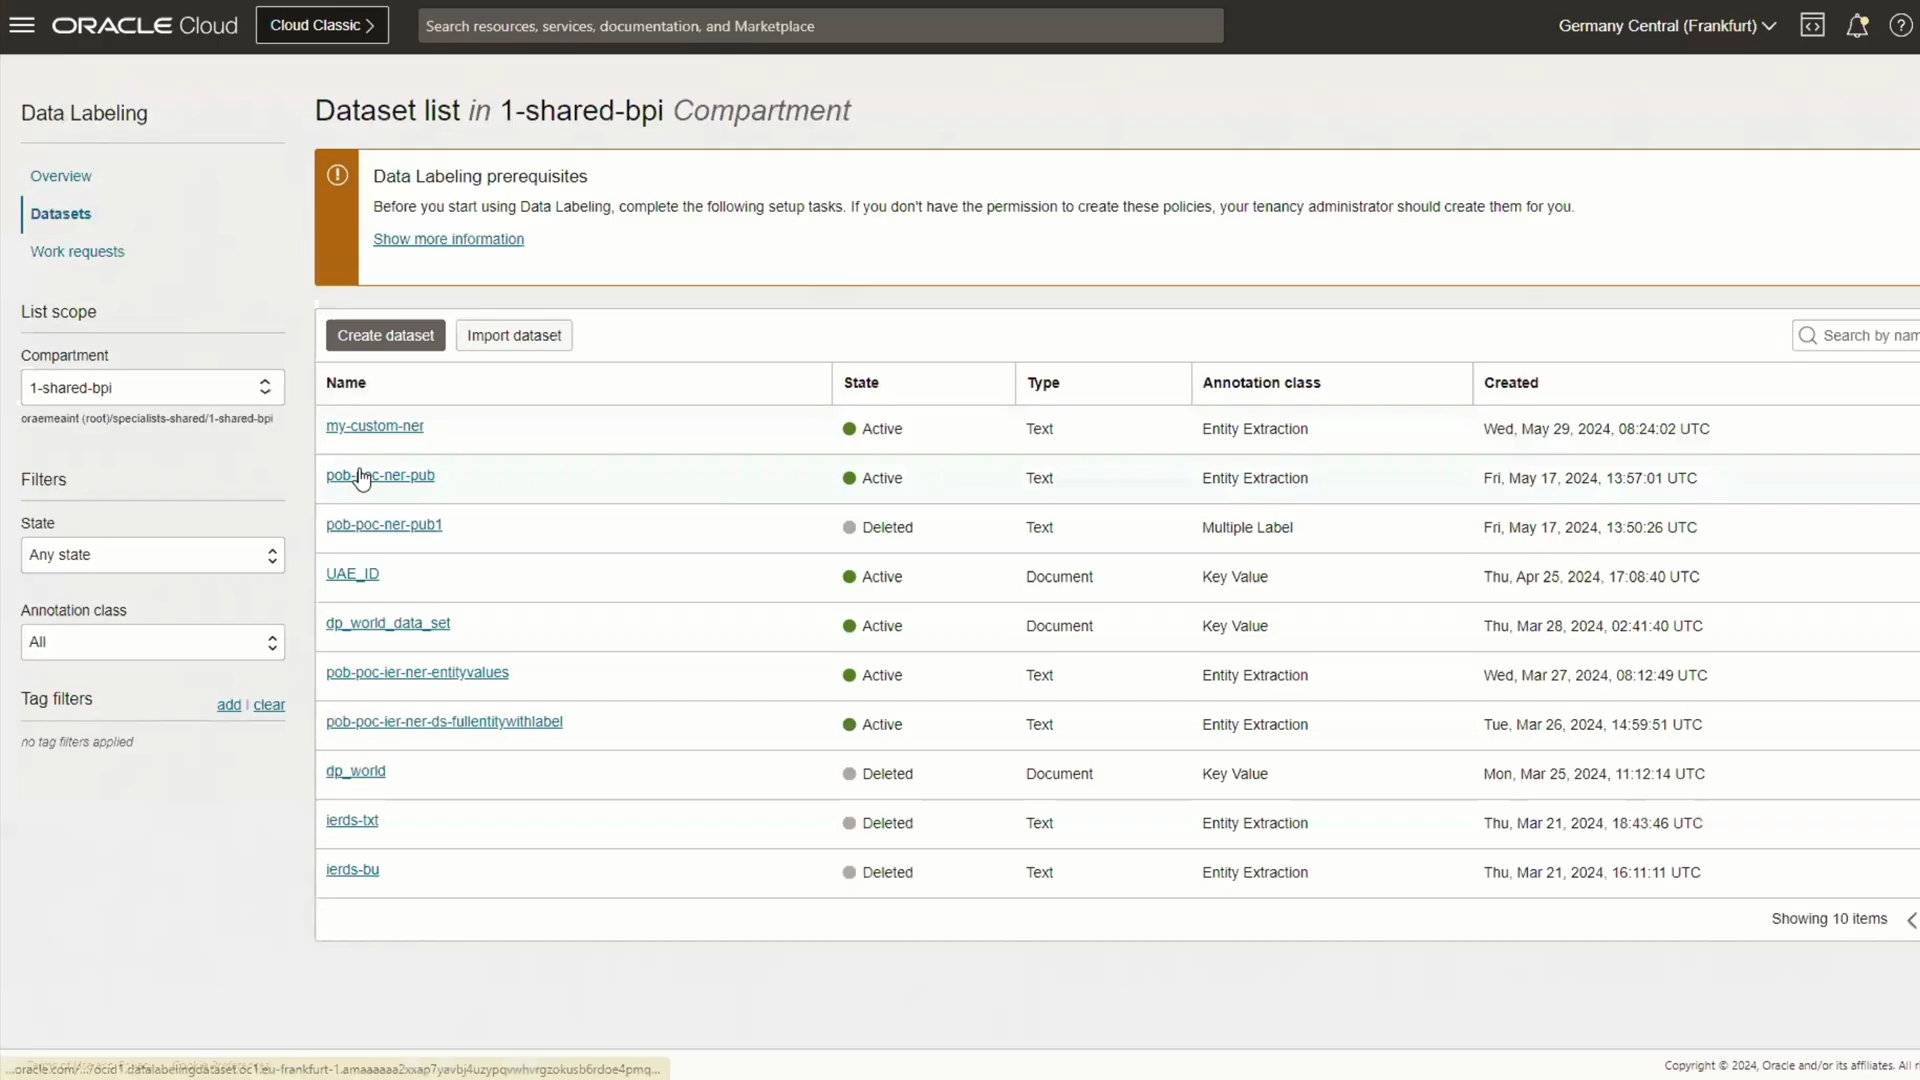 ORACLE Cloud
Cloud Classic
Search resources, services, documentation, and Marketplace
Germany Central (Frankfurt)
Data Labeling
Overview
Datasets
Work requests
List scope
Compartment
1-shared-bpi
oraemeaint (root)/specialists-shared/1-shared-bpi
Filters
State
Any state
Annotation class
All
Tag filters
add | clear
no tag filters applied
Dataset list in 1-shared-bpi Compartment
Data Labeling prerequisites
Before you start using Data Labeling, complete the following setup tasks. If you don't have the permission to create these policies, your tenancy administrator should create them for you.
Show more information
Create dataset Import dataset Search by nam
Name State Type Annotation class Created
my-custom-ner Active Text Entity Extraction Wed, May 29, 2024, 08:24:02 UTC
pob-poc-ner-pub Active Text Entity Extraction Fri, May 17, 2024, 13:57:01 UTC
pob-poc-ner-pub1 Deleted Text Multiple Label Fri, May 17, 2024, 13:50:26 UTC
UAE_ID Active Document Key Value Thu, Apr 25, 2024, 17:08:40 UTC
dp_world_data_set Active Document Key Value Thu, Mar 28, 2024, 02:41:40 UTC
pob-poc-ier-ner-entityvalues Active Text Entity Extraction Wed, Mar 27, 2024, 08:12:49 UTC
pob-poc-ier-ner-ds-fullentitywithlabel Active Text Entity Extraction Tue, Mar 26, 2024, 14:59:51 UTC
dp_world Deleted Document Key Value Mon, Mar 25, 2024, 11:12:14 UTC
ierds-txt Deleted Text Entity Extraction Thu, Mar 21, 2024, 18:43:46 UTC
ierds-bu Deleted Text Entity Extraction Thu, Mar 21, 2024, 16:11:11 UTC
Showing 10 items
Copyright © 2024, Oracle and/or its affiliates. All r